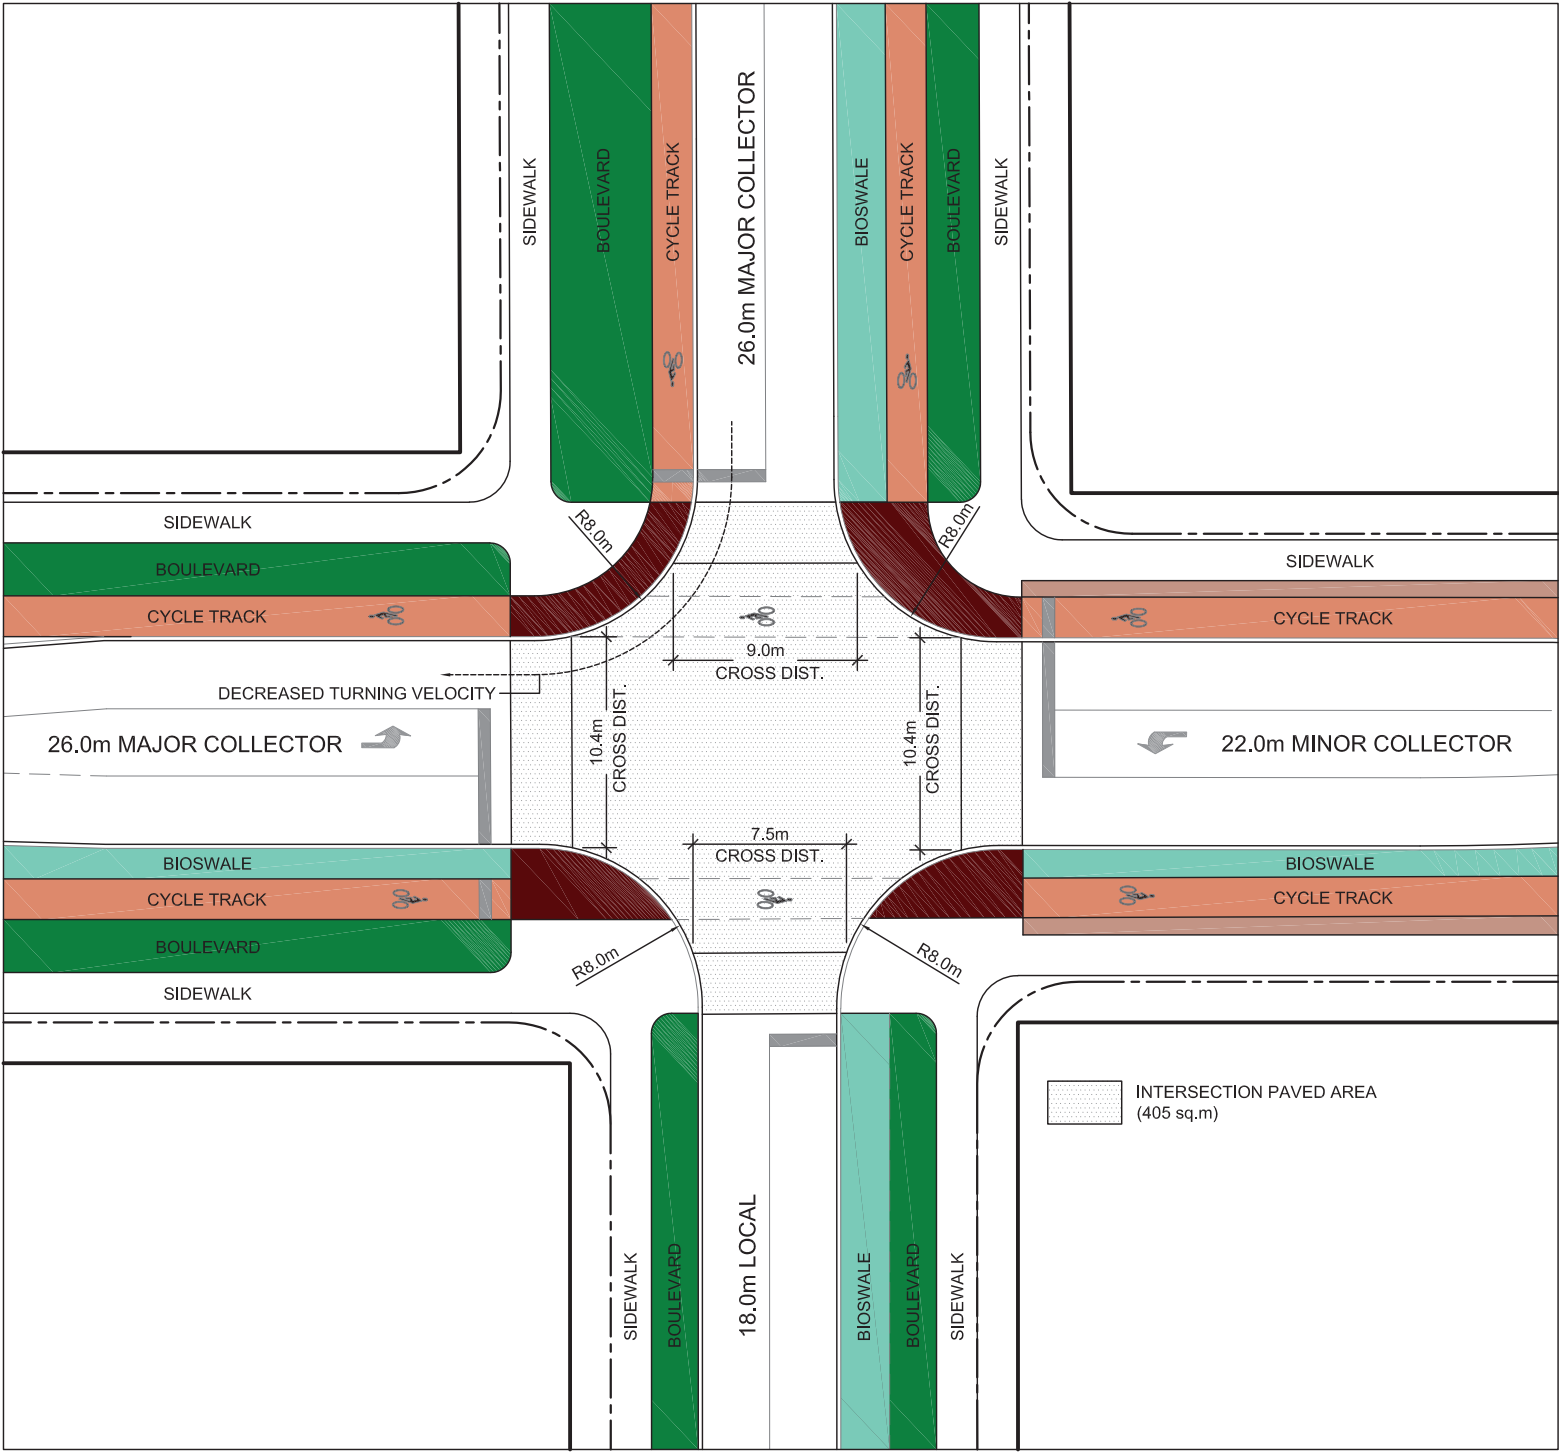 SIDEWALK
BOULEVARD
CYCLE TRACK
26.0m MAJOR COLLECTOR
BIOSWALE
CYCLE TRACK
BOULEVARD
SIDEWALK
SIDEWALK
R8.0m
R8.0m
SIDEWALK
BOULEVARD
CYCLE TRACK
CYCLE TRACK
9.0m
CROSS DIST.
DECREASED TURNING VELOCITY
26.0m MAJOR COLLECTOR
10.4m
CROSS DIST.
10.4m
CROSS DIST.
22.0m MINOR COLLECTOR
7.5m
CROSS DIST.
BIOSWALE
CYCLE TRACK
BOULEVARD
SIDEWALK
BIOSWALE
CYCLE TRACK
R8.0m
R8.0m
INTERSECTION PAVED AREA
(405 sq.m)
SIDEWALK
BOULEVARD
18.0m LOCAL
BIOSWALE
BOULEVARD
SIDEWALK